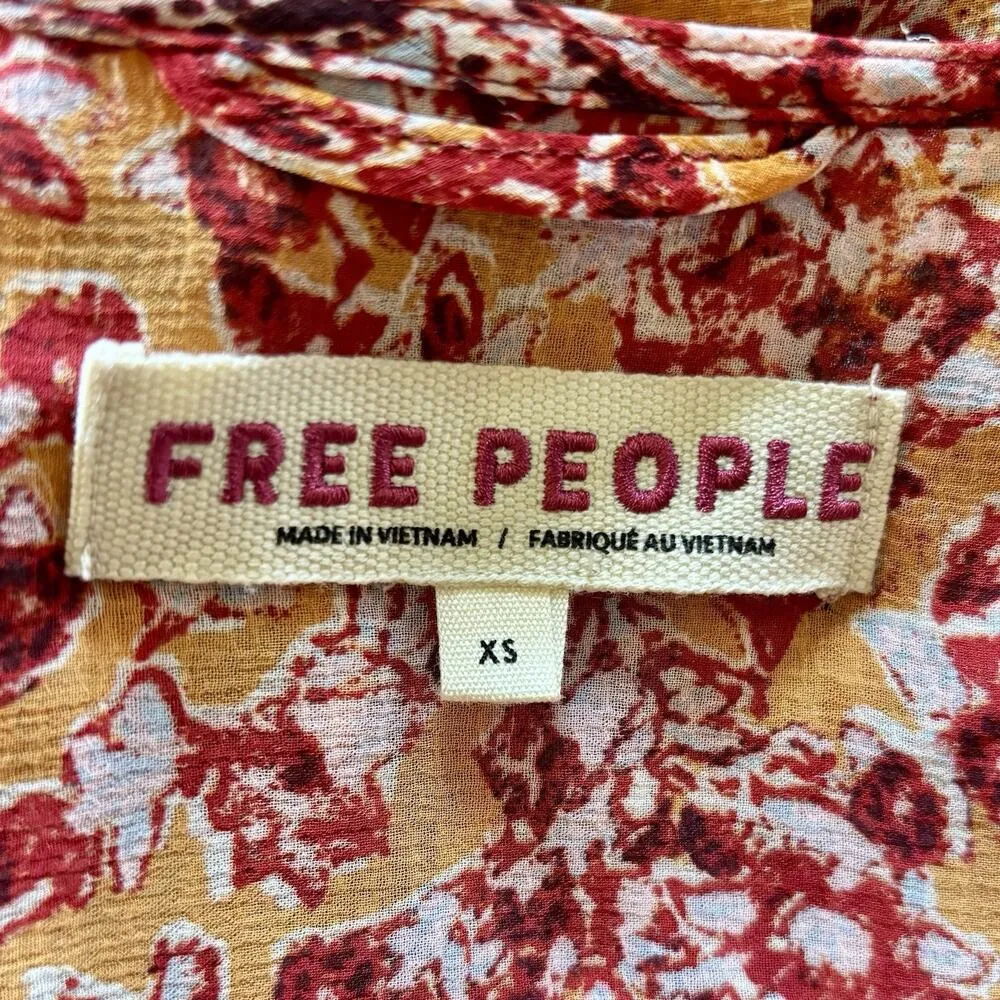 FREE PEOPLE
MADE IN VIETNAM / FABRIQUÉ AU VIETNAM
XS